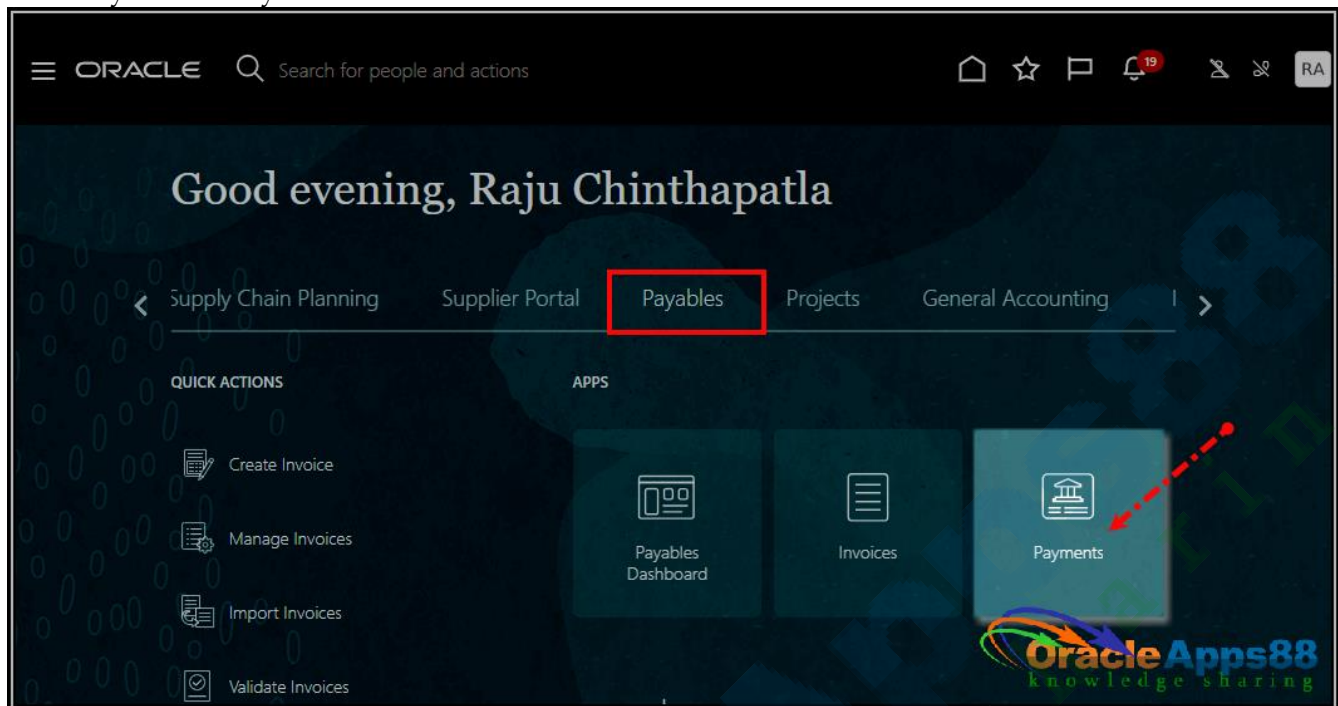 ORACLE Search for people and actions 19 RA
Good evening, Raju Chinthapatla
Supply Chain Planning Supplier Portal Payables Projects General Accounting
QUICK ACTIONS APPS
Create Invoice
Manage Invoices
Payables Dashboard
Invoices
Payments
Import Invoices
Validate Invoices
OracleApps88
knowledge sharing